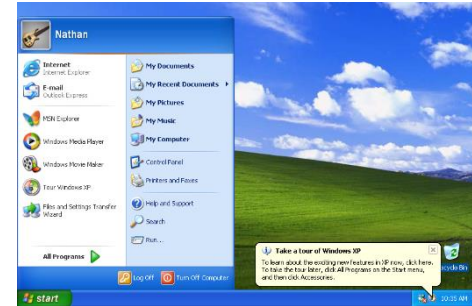 Nathan
Internet
Internet Explorer
E-mail
Outlook Express
MSN Explorer
Windows Media Player
Windows Movie Maker
Tour Windows XP
Files and Settings Transfer
Wizard
All Programs
My Documents
My Recent Documents
My Pictures
My Music
My Computer
Control Panel
Printers and Faxes
Help and Support
Search
Run...
Log Off
Turn Off Computer
Take a tour of Windows XP
To learn about the exciting new features in XP now, click here.
To take the tour later, click All Programs on the Start menu,
and then click Accessories.
cycle Bin
start
10:35 AM